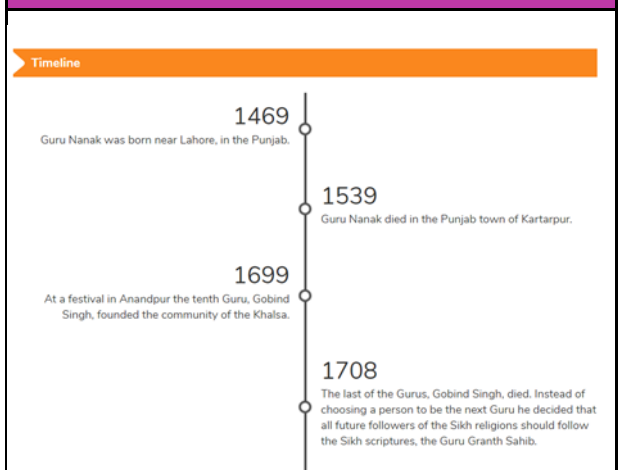 Timeline
1469
Guru Nanak was born near Lahore, in the Punjab.
1539
Guru Nanak died in the Punjab town of Kartarpur.
1699
At a festival in Anandpur the tenth Guru, Gobind
Singh, founded the community of the Khalsa.
1708
The last of the Gurus, Gobind Singh, died. Instead of
choosing a person to be the next Guru he decided that
all future followers of the Sikh religions should follow
the Sikh scriptures, the Guru Granth Sahib.